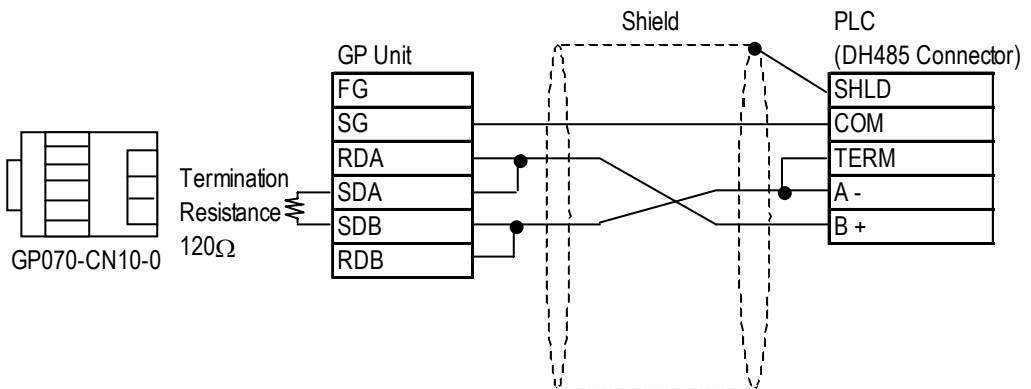 Shield
PLC
(DH485 Connector)
GP Unit
FG
SG
RDA
SDA
SDB
RDB
SHLD
COM
TERM
A -
B +
Termination
Resistance
120Ω
GP070-CN10-0